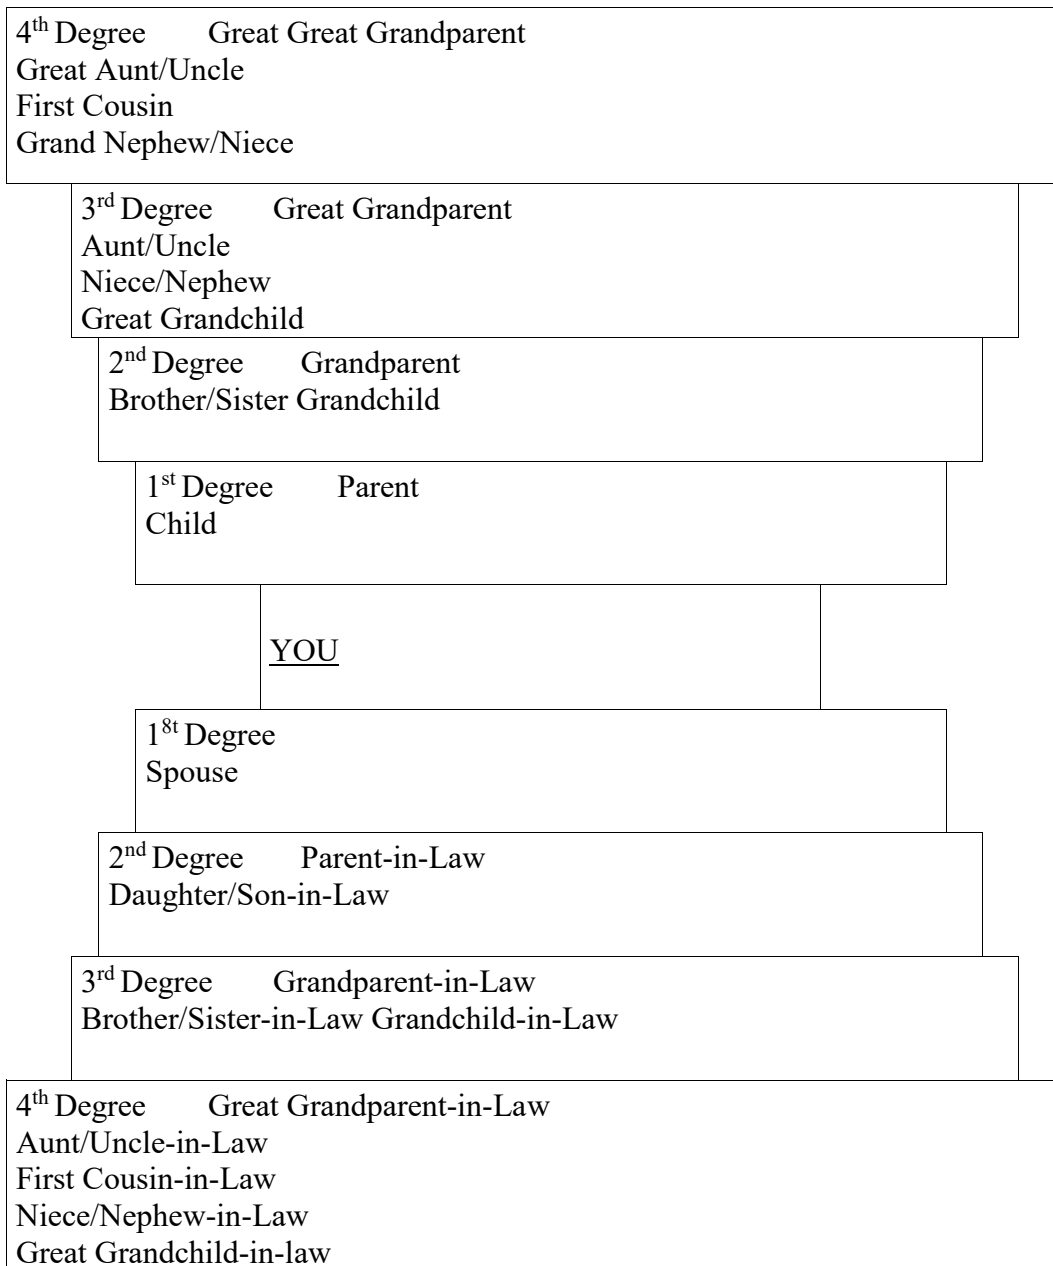 4th Degree Great Great Grandparent
Great Aunt/Uncle
First Cousin
Grand Nephew/Niece
3rd Degree Great Grandparent
Aunt/Uncle
Niece/Nephew
Great Grandchild
2nd Degree Grandparent
Brother/Sister Grandchild
1st Degree Parent
Child
YOU
18t Degree
Spouse
2nd Degree Parent-in-Law
Daughter/Son-in-Law
3rd Degree Grandparent-in-Law
Brother/Sister-in-Law Grandchild-in-Law
4th Degree Great Grandparent-in-Law
Aunt/Uncle-in-Law
First Cousin-in-Law
Niece/Nephew-in-Law
Great Grandchild-in-law